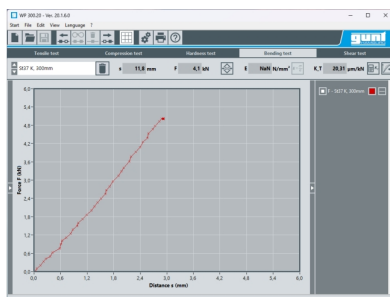 WP 300.20 - Ver. 20.1.6.0
Start File Edit View Language ?
gunt
Tensile test Compression test Hardness test Bending test Shear test
St37 K, 300mm s 11,8 mm F 4,1 kN E NaN N/mm² K,T 20,31 µm/kN
F - St37 K, 300mm
6,0
5,4
4,8
4,2
3,6
3,0
2,4
1,8
1,2
0,6
0,0
Force F (kN)
0,0 0,6 1,2 1,8 2,4 3,0 3,6 4,2 4,8 5,4 6,0
Distance s (mm)